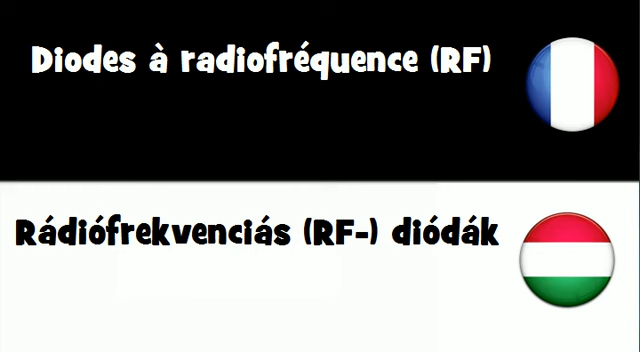 Diodes à radiofréquence (RF)
Rádiófrekvenciás (RF-) diódák